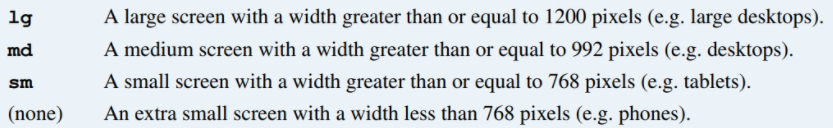 lg A large screen with a width greater than or equal to 1200 pixels (e.g. large desktops).
md A medium screen with a width greater than or equal to 992 pixels (e.g. desktops).
sm A small screen with a width greater than or equal to 768 pixels (e.g. tablets).
(none) An extra small screen with a width less than 768 pixels (e.g. phones).